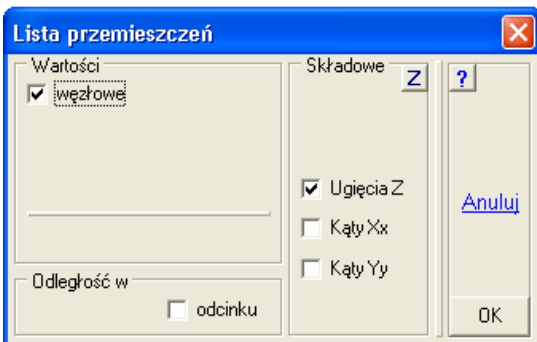 Lista przemieszczeń
Wartości
węzłowe
Składowe
Z
?
Ugięcia Z
Kąty Xx
Kąty Yy
Anuluj
Odległość w
odcinku
OK